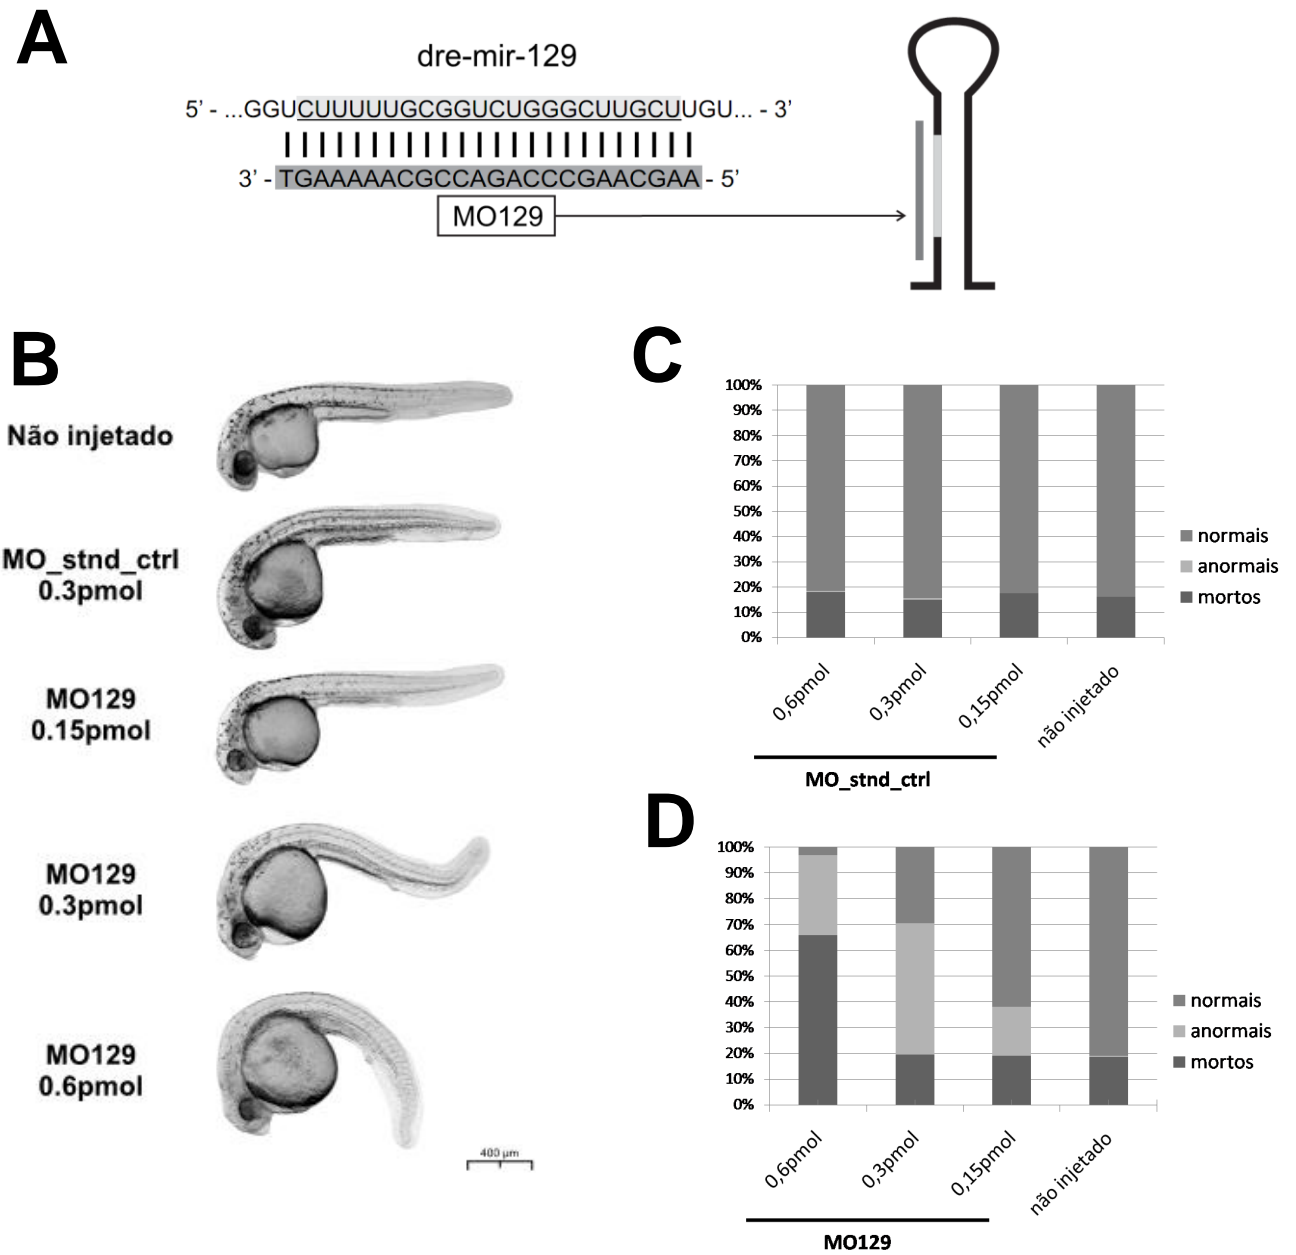 A
dre-mir-129
5' - ...GGUCUUUUUGCGGUCUGGGCUUGCUUGU... - 3'
3' - TGAAAAACGCCAGACCCGAACGAA - 5'
MO129
B
Não injetado
MO_stnd_ctrl
0.3pmol
MO129
0.15pmol
MO129
0.3pmol
MO129
0.6pmol
400 µm
C
100%
90%
80%
70%
60%
50%
40%
30%
20%
10%
0%
normais
anormais
mortos
0,6pmol
0,3pmol
0,15pmol
não injetado
MO_stnd_ctrl
D
100%
90%
80%
70%
60%
50%
40%
30%
20%
10%
0%
normais
anormais
mortos
0,6pmol
0,3pmol
0,15pmol
não injetado
MO129